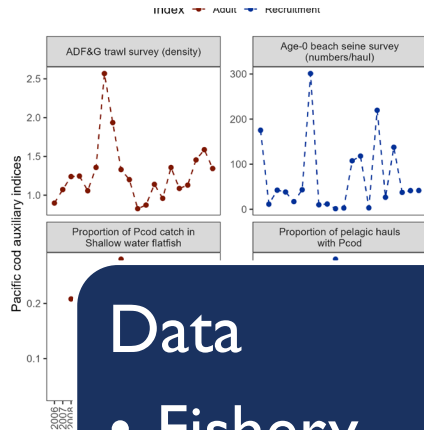 Index Adult Recruitment
ADF&G trawl survey (density)
Age-0 beach seine survey
(numbers/haul)
2.5
2.0
1.5
1.0
300
200
100
0
Pacific cod auxiliary indices
Proportion of Pcod catch in
Shallow water flatfish
Proportion of pelagic hauls
with Pcod
0.2
0.1
2006
2007
2008
Data
• Fishery